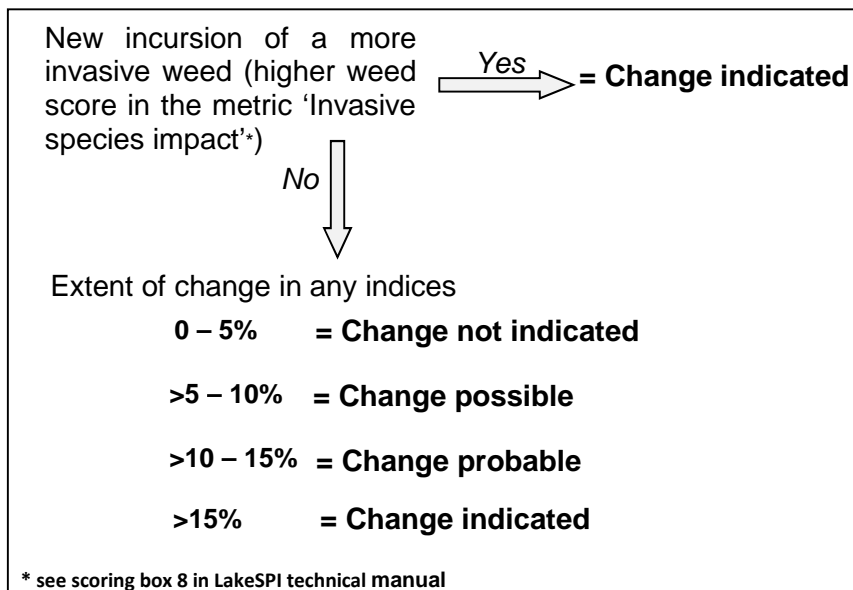 New incursion of a more
invasive weed (higher weed
score in the metric ‘Invasive
species impact’*)
Yes
= Change indicated
No
Extent of change in any indices
0 – 5% = Change not indicated
>5 – 10% = Change possible
>10 – 15% = Change probable
>15% = Change indicated
* see scoring box 8 in LakeSPI technical manual